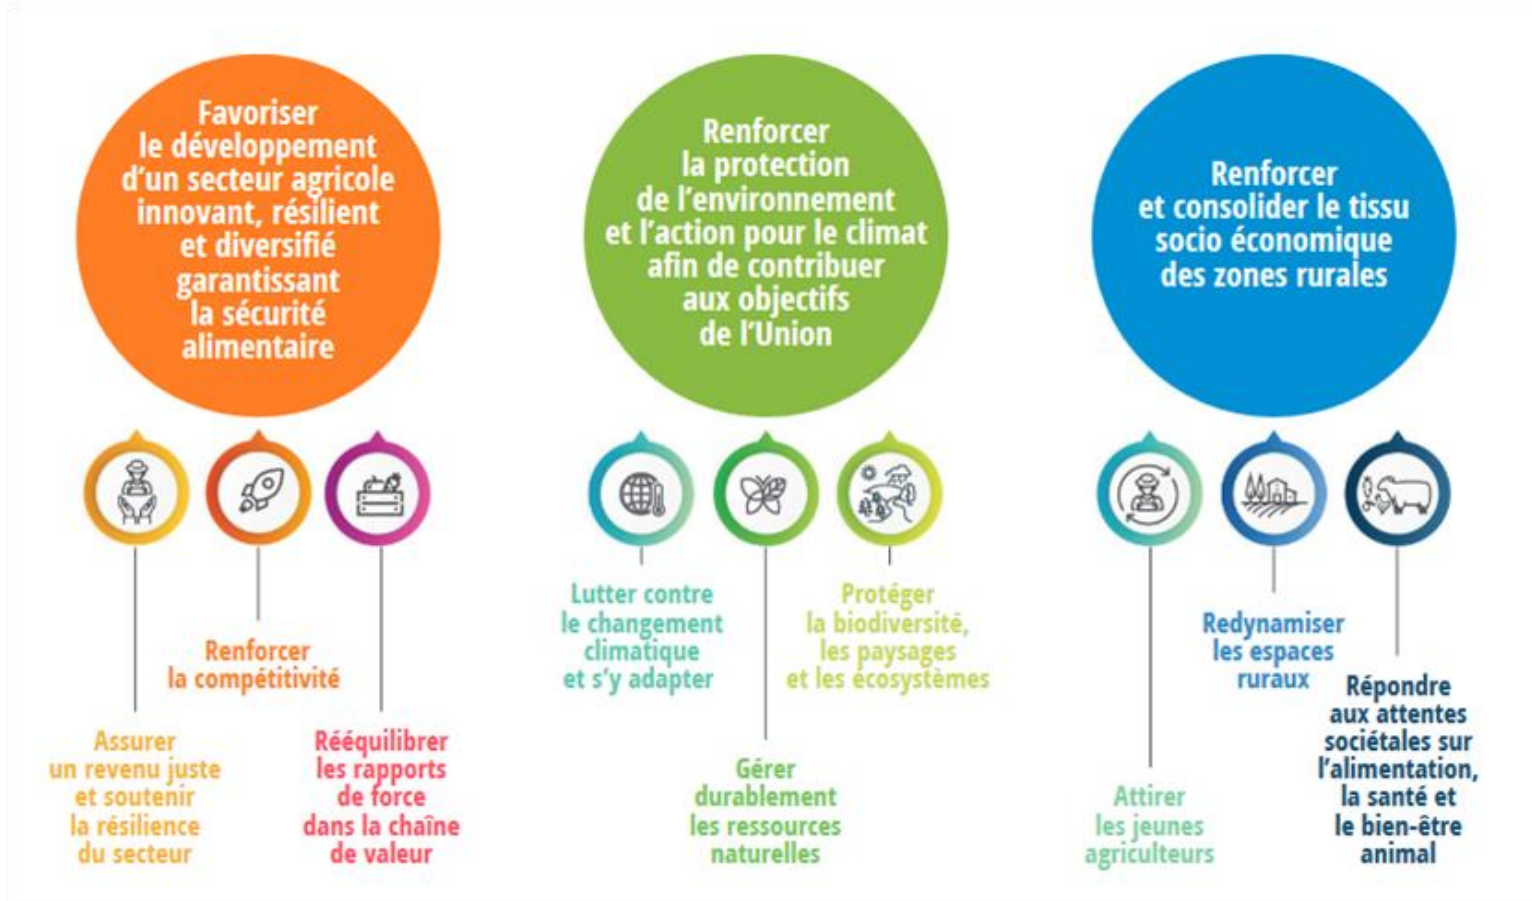 Favoriser
le développement
d'un secteur agricole
innovant, résilient
et diversifié
garantissant
la sécurité
alimentaire
Assurer
un revenu juste
et soutenir
la résilience
du secteur
Renforcer
la compétitivité
Rééquilibrer
les rapports
de force
dans la chaîne
de valeur
Renforcer
la protection
de l'environnement
et l'action pour le climat
afin de contribuer
aux objectifs
de l'Union
Lutter contre
le changement
climatique
et s'y adapter
Gérer
durablement
les ressources
naturelles
Protéger
la biodiversité,
les paysages
et les écosystèmes
Renforcer
et consolider le tissu
socio économique
des zones rurales
Attirer
les jeunes
agriculteurs
Redynamiser
les espaces
ruraux
Répondre
aux attentes
sociétales sur
l'alimentation,
la santé et
le bien-être
animal